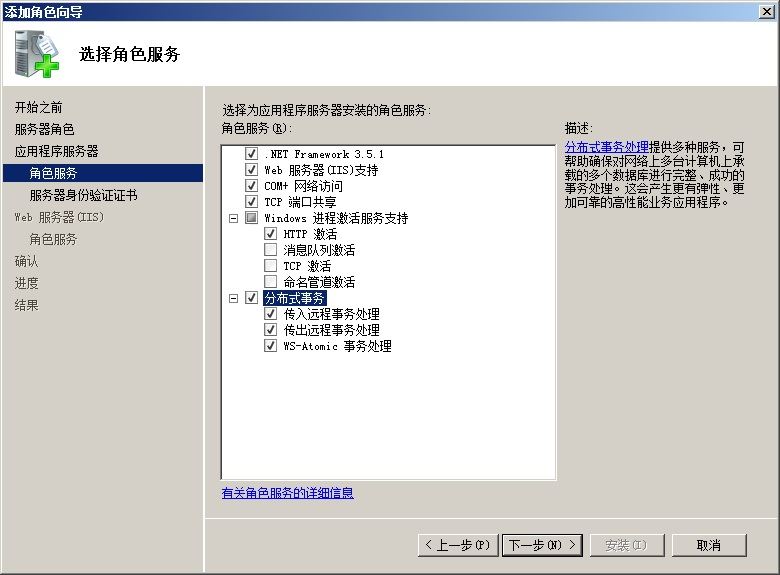 添加角色向导
选择角色服务
开始之前
服务器角色
应用程序服务器
角色服务
服务器身份验证证书
Web 服务器(IIS)
角色服务
确认
进度
结果
选择为应用程序服务器安装的角色服务:
角色服务(R):
.NET Framework 3.5.1
Web 服务器(IIS)支持
COM+ 网络访问
TCP 端口共享
Windows 进程激活服务支持
HTTP 激活
消息队列激活
TCP 激活
命名管道激活
分布式事务
传入远程事务处理
传出远程事务处理
WS-Atomic 事务处理
有关角色服务的详细信息
描述:
分布式事务处理提供多种服务，可
帮助确保对网络上多台计算机上承
载的多个数据库进行完整、成功的
事务处理。这会产生更有弹性、更
加可靠的高性能业务应用程序。
< 上一步(P)
下一步(N) >
安装(I)
取消